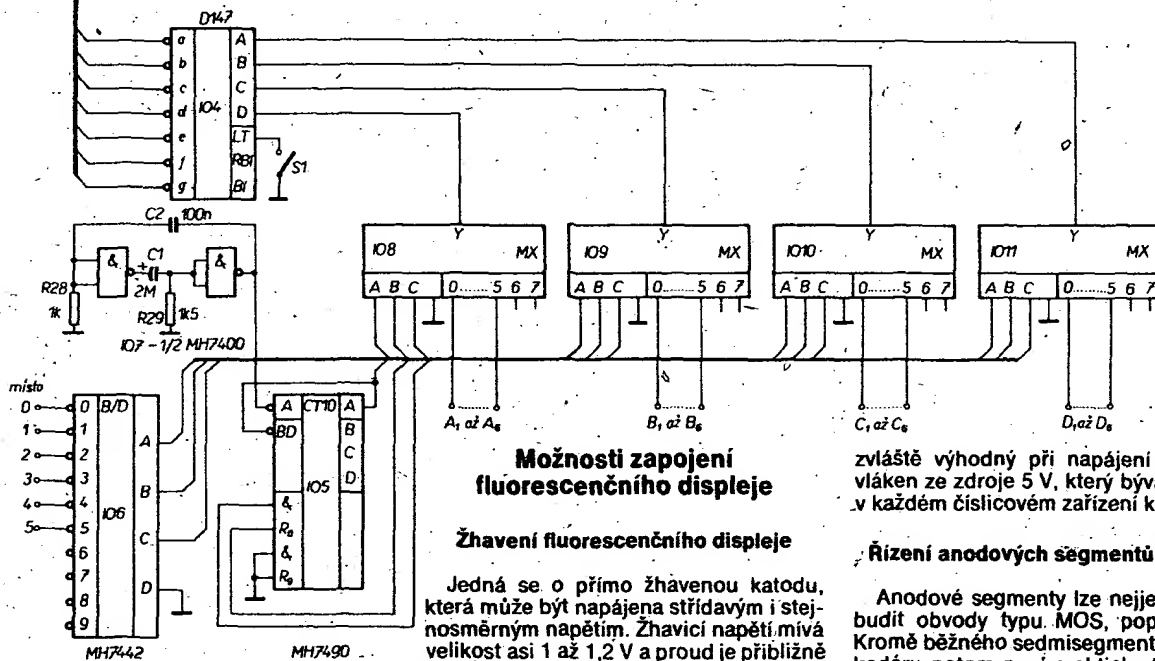 D147
a A
b B
c C
d IO4 D
e LT
f RBI
g BI
S1
C2 100n
& C1 &
+
2M
R28
1k
R29 1k5
IO7 - 1/2 MH7400
IO8 Y MX
A B C 0......5 6 7
IO9 Y MX
A B C 0......5 6 7
IO10 Y MX
A B C 0......5 6 7
IO11 Y MX
A B C 0......5 6 7
místo
0 0 B/D
1 1 A
2 2
3 3 B
4 4 IO6
5 5 C
6
7
8 D
9
MH7442
A CT10 A
BD B
C
D
& IO5
R₀
&
R₉
MH7490
A₁ až A₆
B₁ až B₆
C₁ až C₆
D₁ až D₆
Možnosti zapojení
fluorescenčního displeje
Žhavení fluorescenčního displeje
Jedná se o přímo žhavenou katodu,
která může být napájena střídavým i stej-
nosměrným napětím. Žhavicí napětí mívá
velikost asi 1 až 1,2 V a proud je přibližně
zvláště výhodný při napájení
vláken ze zdroje 5 V, který býv
v každém číslicovém zařízení k
Řízení anodových segmentů
Anodové segmenty lze nejje
budit obvody typu MOS, pop
Kromě běžného sedmisegment